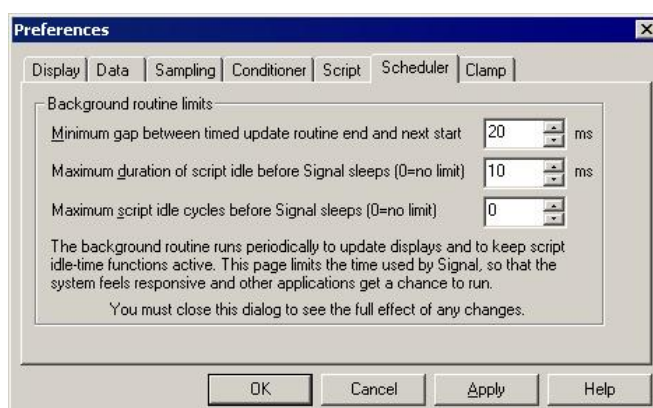 Preferences
Display Data Sampling Conditioner Script Scheduler Clamp
Background routine limits
Minimum gap between timed update routine end and next start 20 ms
Maximum duration of script idle before Signal sleeps (0=no limit) 10 ms
Maximum script idle cycles before Signal sleeps (0=no limit) 0
The background routine runs periodically to update displays and to keep script
idle-time functions active. This page limits the time used by Signal, so that the
system feels responsive and other applications get a chance to run.
You must close this dialog to see the full effect of any changes.
OK Cancel Apply Help